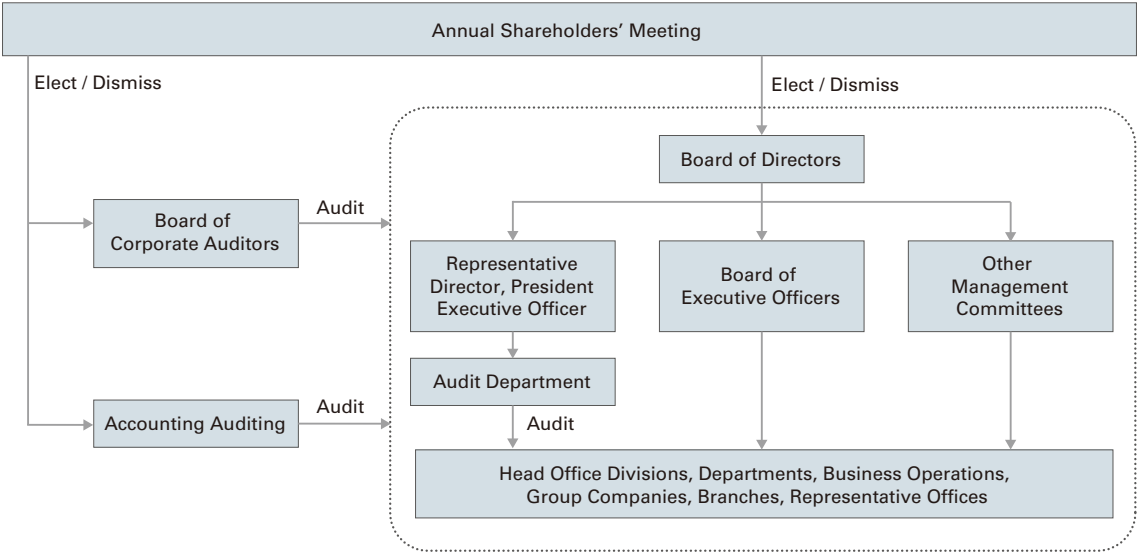 Annual Shareholders’ Meeting
Elect / Dismiss
Elect / Dismiss
Board of Directors
Board of
Corporate Auditors
Audit
Representative
Director, President
Executive Officer
Board of
Executive Officers
Other
Management
Committees
Audit Department
Accounting Auditing
Audit
Audit
Head Office Divisions, Departments, Business Operations,
Group Companies, Branches, Representative Offices